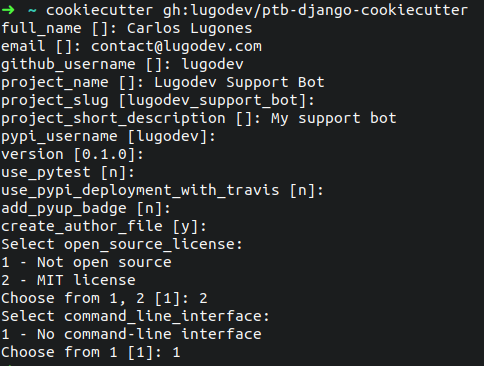 ➜ ~ cookiecutter gh:lugodev/ptb-django-cookiecutter
full_name []: Carlos Lugones
email []: contact@lugodev.com
github_username []: lugodev
project_name []: Lugodev Support Bot
project_slug [lugodev_support_bot]:
project_short_description []: My support bot
pypi_username [lugodev]:
version [0.1.0]:
use_pytest [n]:
use_pypi_deployment_with_travis [n]:
add_pyup_badge [n]:
create_author_file [y]:
Select open_source_license:
1 - Not open source
2 - MIT license
Choose from 1, 2 [1]: 2
Select command_line_interface:
1 - No command-line interface
Choose from 1 [1]: 1